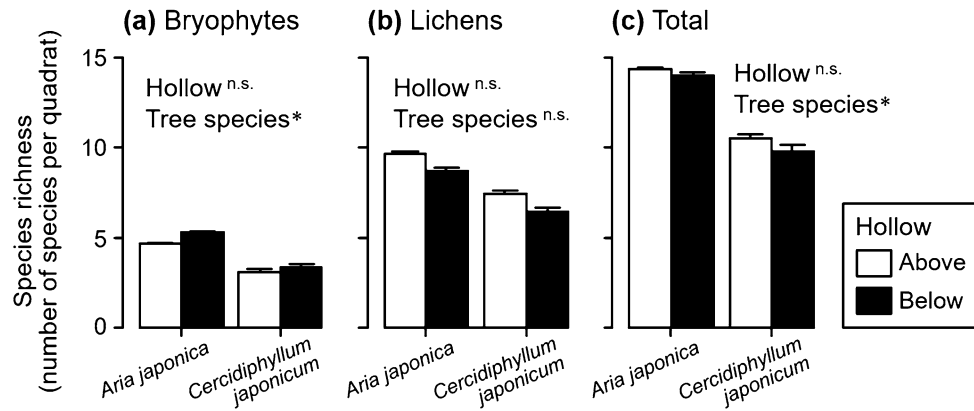 (a) Bryophytes
(b) Lichens
(c) Total
Species richness
(number of species per quadrat)
15
10
5
0
Hollow n.s.
Tree species*
Hollow n.s.
Tree species n.s.
Hollow n.s.
Tree species*
Aria japonica
Cercidiphyllum
japonicum
Aria japonica
Cercidiphyllum
japonicum
Aria japonica
Cercidiphyllum
japonicum
Hollow
Above
Below